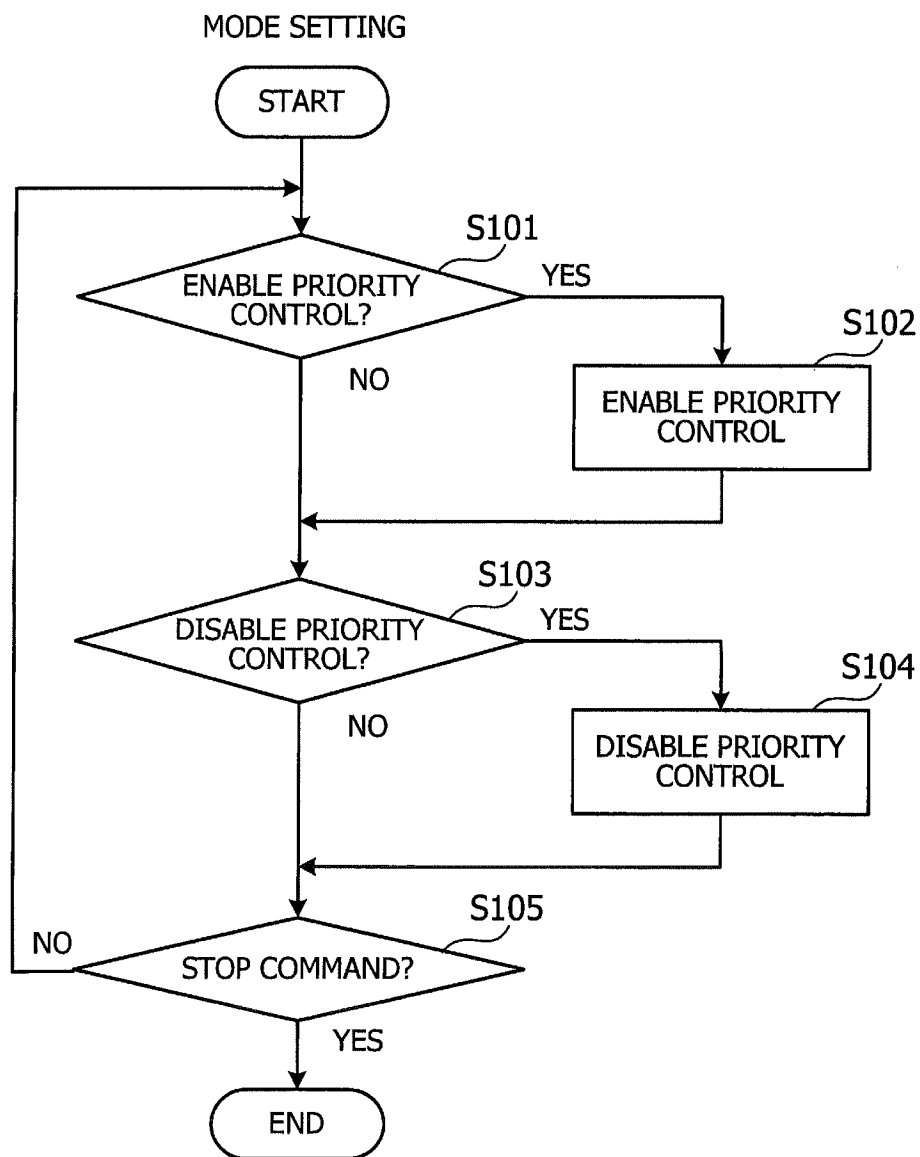 MODE SETTING
START
S101
ENABLE PRIORITY
CONTROL?
YES
NO
S102
ENABLE PRIORITY
CONTROL
S103
DISABLE PRIORITY
CONTROL?
YES
NO
S104
DISABLE PRIORITY
CONTROL
S105
STOP COMMAND?
NO
YES
END